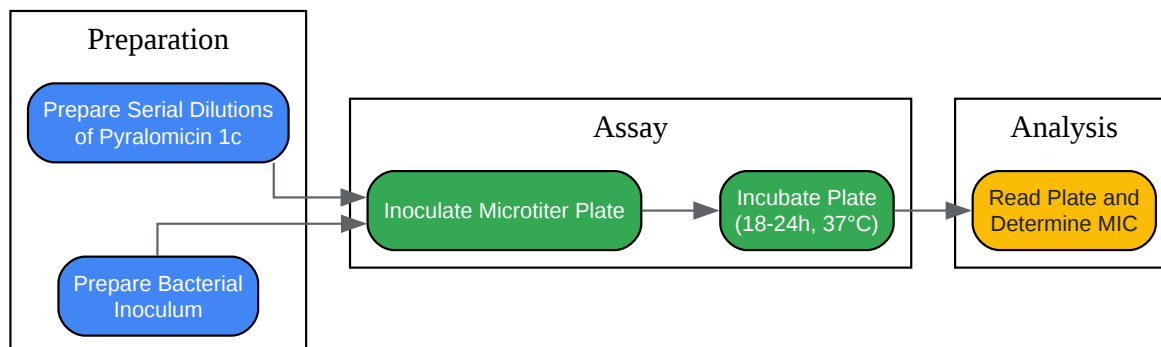 Preparation
Prepare Serial Dilutions
of Pyralomicin 1c
Prepare Bacterial
Inoculum
Assay
Inoculate Microtiter Plate
Incubate Plate
(18-24h, 37°C)
Analysis
Read Plate and
Determine MIC